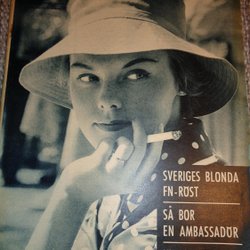 SVERIGES BLONDA
FN-RÖST
SÅ BOR
EN AMBASSADÖR